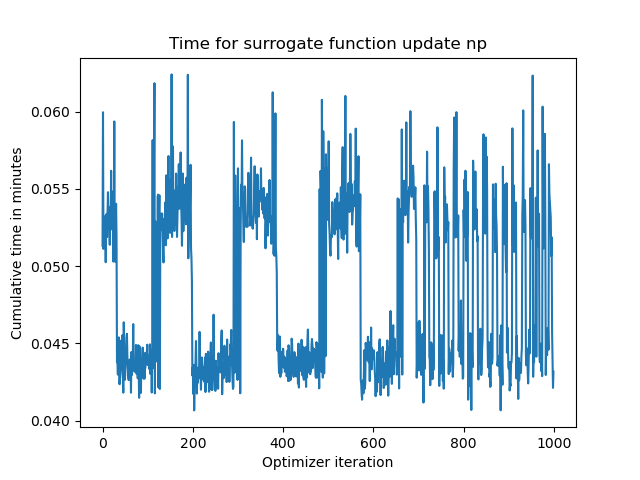 Time for surrogate function update np
Cumulative time in minutes
0.060
0.055
0.050
0.045
0.040
0 200 400 600 800 1000
Optimizer iteration